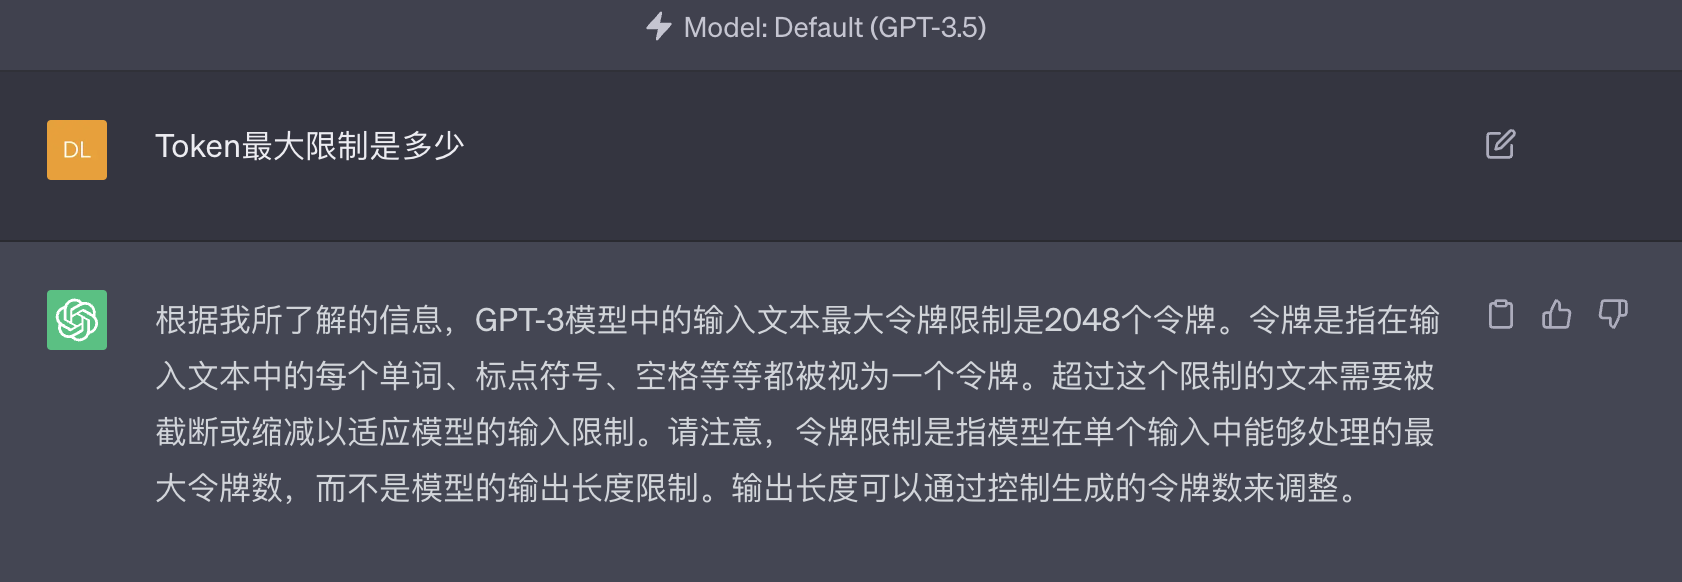 Model: Default (GPT-3.5)
DL
Token最大限制是多少
根据我所了解的信息，GPT-3模型中的输入文本最大令牌限制是2048个令牌。令牌是指在输
入文本中的每个单词、标点符号、空格等等都被视为一个令牌。超过这个限制的文本需要被
截断或缩减以适应模型的输入限制。请注意，令牌限制是指模型在单个输入中能够处理的最
大令牌数，而不是模型的输出长度限制。输出长度可以通过控制生成的令牌数来调整。